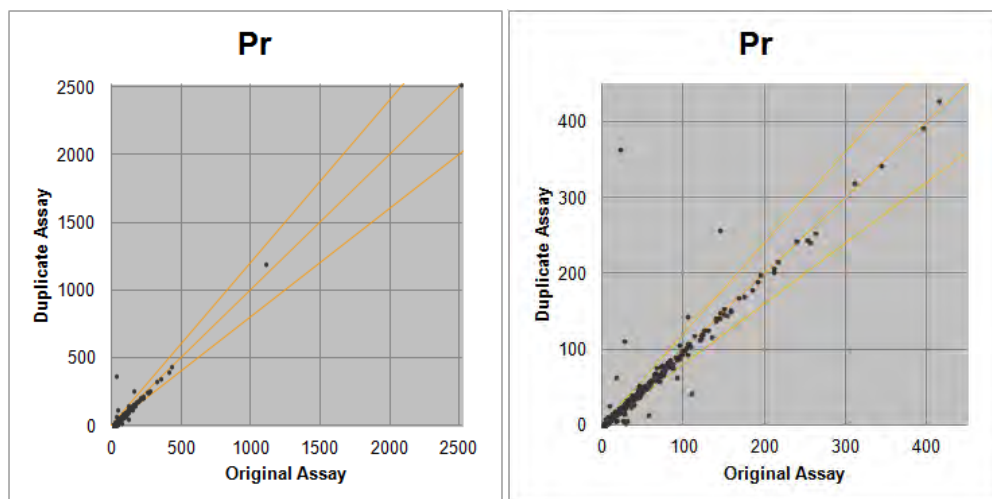 Pr
0 500 1000 1500 2000 2500
2500
2000
1500
1000
500
0
Duplicate Assay
Original Assay
Pr
400
300
200
100
0
Duplicate Assay
0 100 200 300 400
Original Assay